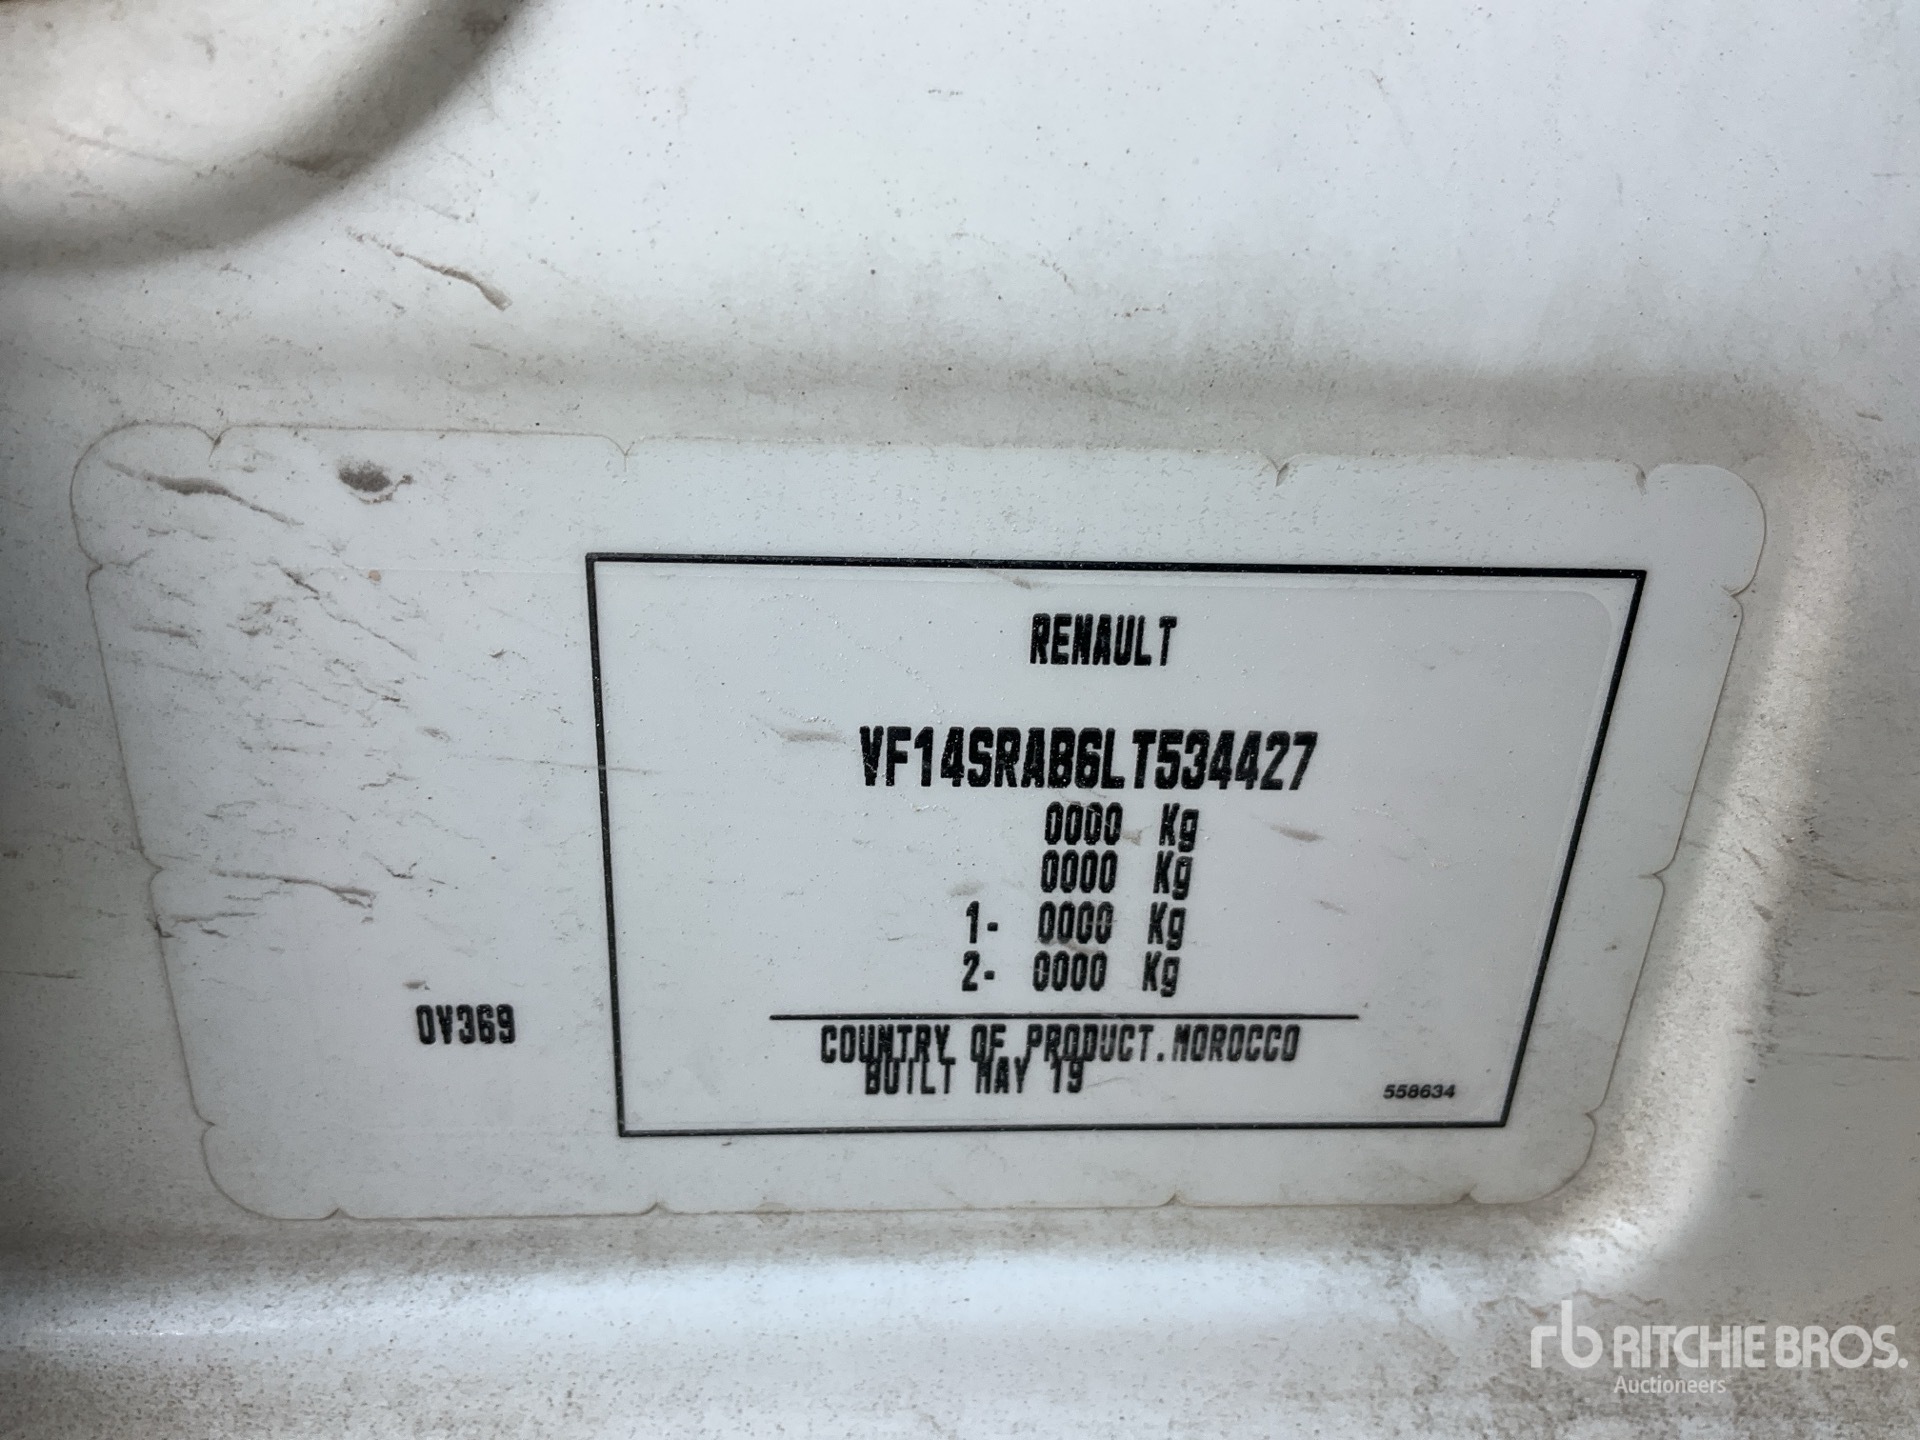 RENAULT
VF14SRAB6LT534427
0000 Kg
0000 Kg
1- 0000 Kg
2- 0000 Kg
0V369
COUNTRY OF PRODUCT.MOROCCO
BUILT MAY 19
558634
rb RITCHIE BROS.
Auctioneers